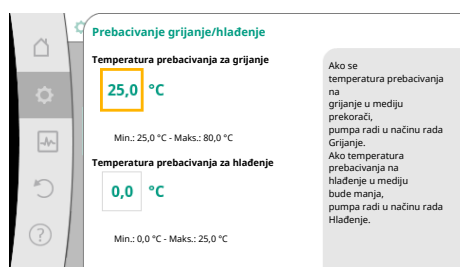 Prebacivanje grijanje/hlađenje
Temperatura prebacivanja za grijanje
25,0 °C
Min.: 25,0 °C - Maks.: 80,0 °C
Temperatura prebacivanja za hlađenje
0,0 °C
Min.: 0,0 °C - Maks.: 25,0 °C
Ako se
temperatura prebacivanja
na
grijanje u mediju
prekorači,
pumpa radi u načinu rada
Grijanje.
Ako temperatura
prebacivanja na
hlađenje u mediju
bude manja,
pumpa radi u načinu rada
Hlađenje.
?